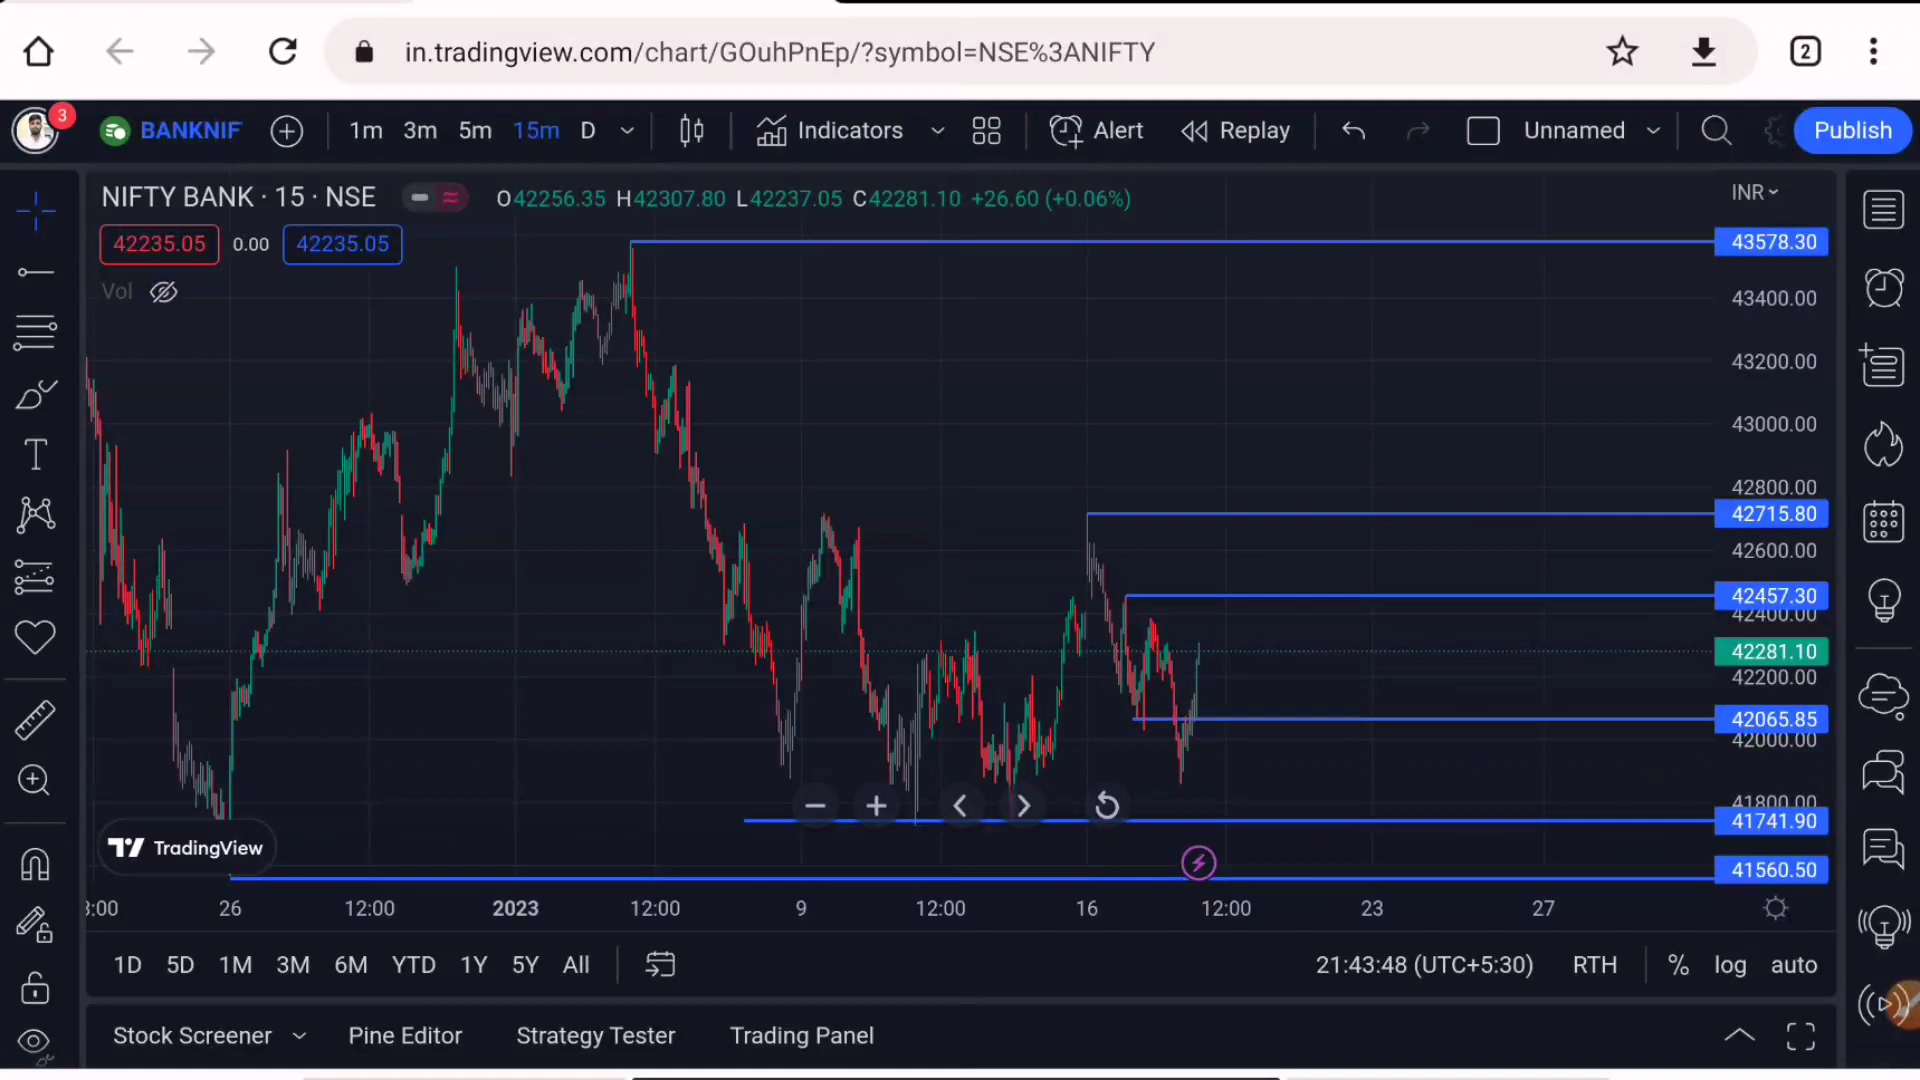 in.tradingview.com/chart/GOuhPnEp/?symbol=NSE%3ANIFTY
2
3
BANKNIF
1m 3m 5m 15m D
Indicators
Alert
Replay
Unnamed
Publish
NIFTY BANK · 15 · NSE
O42256.35 H42307.80 L42237.05 C42281.10 +26.60 (+0.06%)
INR
42235.05 0.00 42235.05
Vol
43578.30
43400.00
43200.00
43000.00
42800.00
42715.80
42600.00
42457.30
42400.00
42281.10
42200.00
42065.85
42000.00
41800.00
41741.90
41560.50
TradingView
3:00 26 12:00 2023 12:00 9 12:00 16 12:00 23 27
1D 5D 1M 3M 6M YTD 1Y 5Y All
21:43:48 (UTC+5:30) RTH % log auto
Stock Screener Pine Editor Strategy Tester Trading Panel